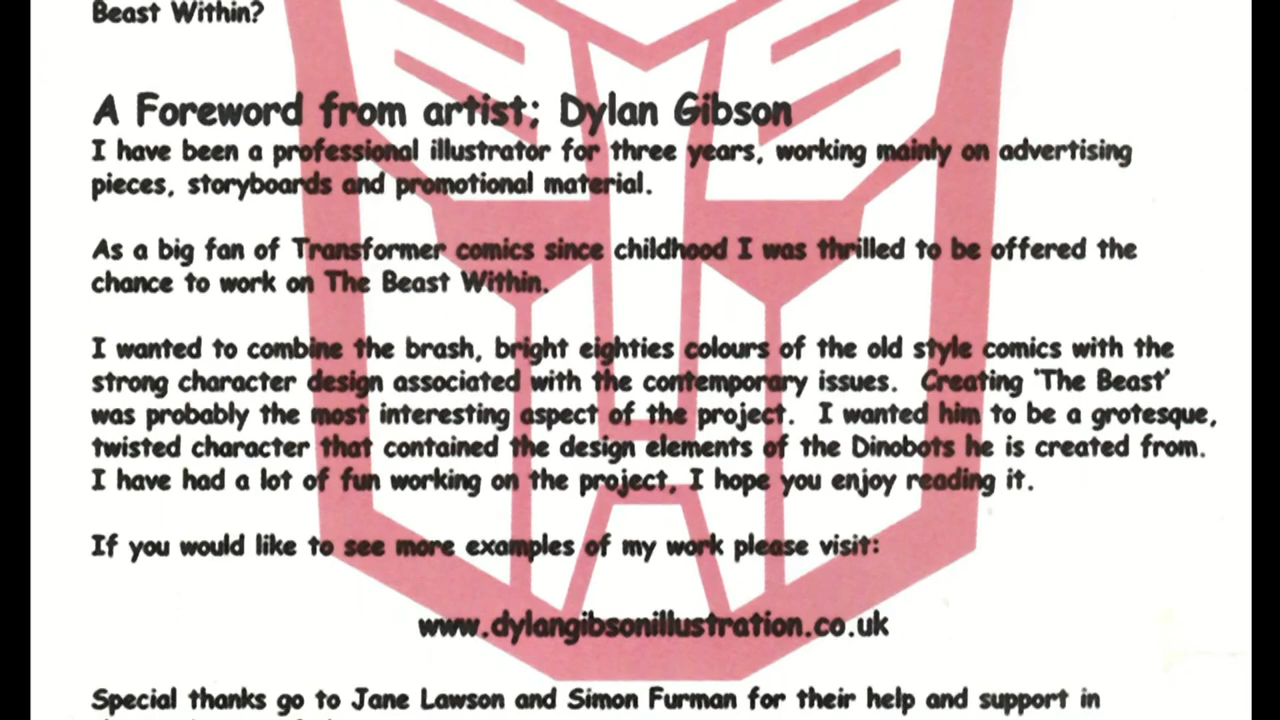 Beast Within?
A Foreword from artist; Dylan Gibson
I have been a professional illustrator for three years, working mainly on advertising
pieces, storyboards and promotional material.
As a big fan of Transformer comics since childhood I was thrilled to be offered the
chance to work on The Beast Within.
I wanted to combine the brash, bright eighties colours of the old style comics with the
strong character design associated with the contemporary issues.  Creating 'The Beast'
was probably the most interesting aspect of the project.  I wanted him to be a grotesque,
twisted character that contained the design elements of the Dinobots he is created from.
I have had a lot of fun working on the project, I hope you enjoy reading it.
If you would like to see more examples of my work please visit:
www.dylangibsonillustration.co.uk
Special thanks go to Jane Lawson and Simon Furman for their help and support in